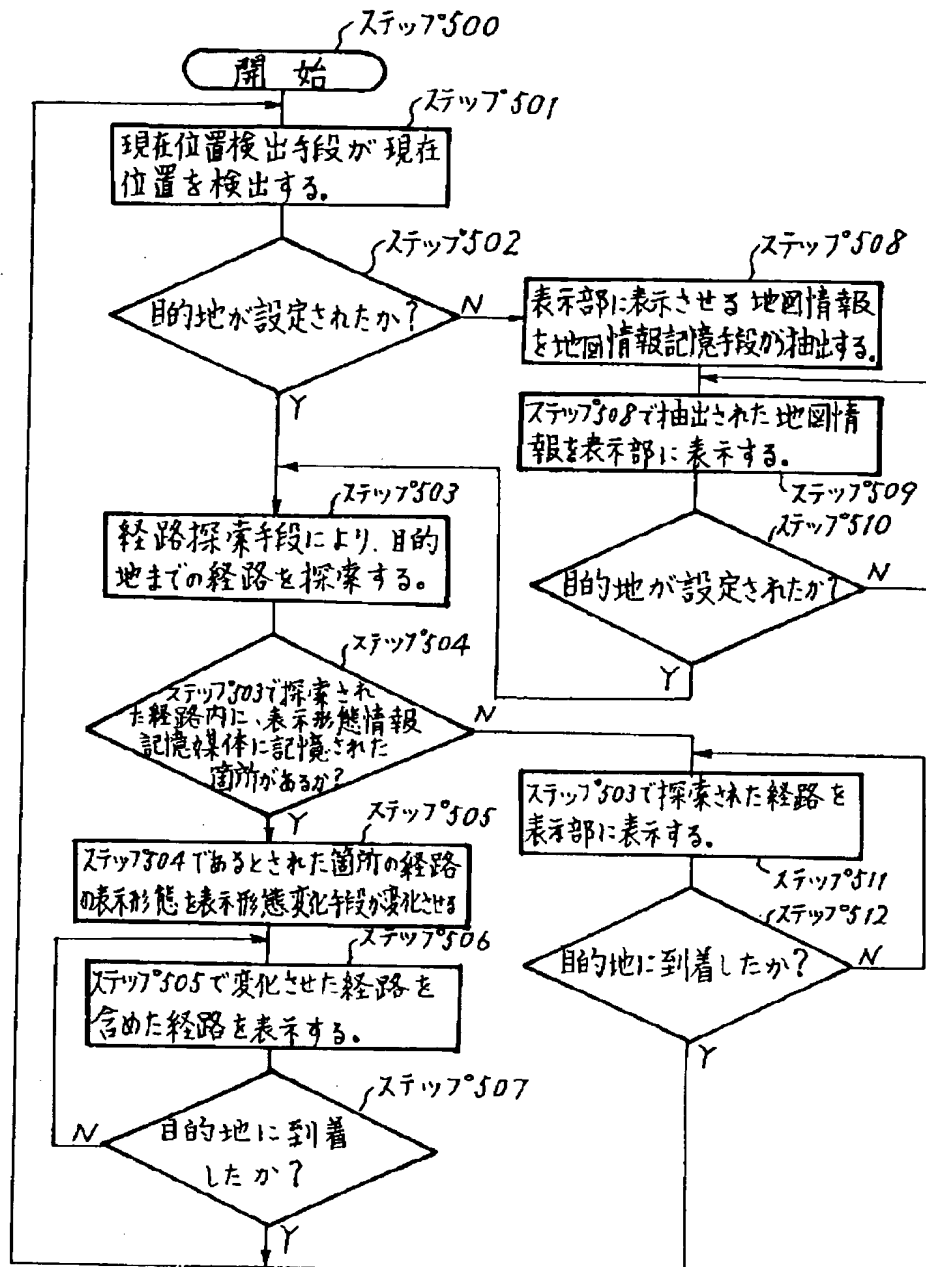 ステップ500
開始
ステップ501
現在位置検出手段が現在
位置を検出する。
ステップ502
目的地が設定されたか?
N
Y
ステップ508
表示部に表示させる地図情報
を地図情報記憶手段から抽出する。
ステップ508で抽出された地図情
報を表示部に表示する。
ステップ509
ステップ510
目的地が設定されたか?
N
Y
ステップ503
経路探索手段により、目的
地までの経路を探索する。
ステップ504
ステップ503で探索され
た経路内に、表示形態情報
記憶媒体に記憶された
箇所があるか?
N
Y
ステップ505
ステップ504であるとされた箇所の経路
の表示形態を表示形態変化手段が変化させる
ステップ506
ステップ505で変化させた経路を
含めた経路を表示する。
ステップ507
目的地に到着
したか?
N
Y
ステップ503で探索された経路を
表示部に表示する。
ステップ511
ステップ512
目的地に到着したか?
N
Y